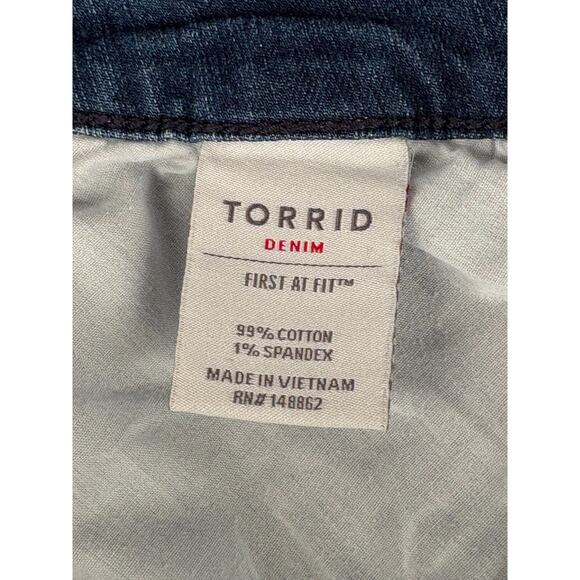 TORRID
DENIM
FIRST AT FIT™
99% COTTON
1% SPANDEX
MADE IN VIETNAM
RN# 148862